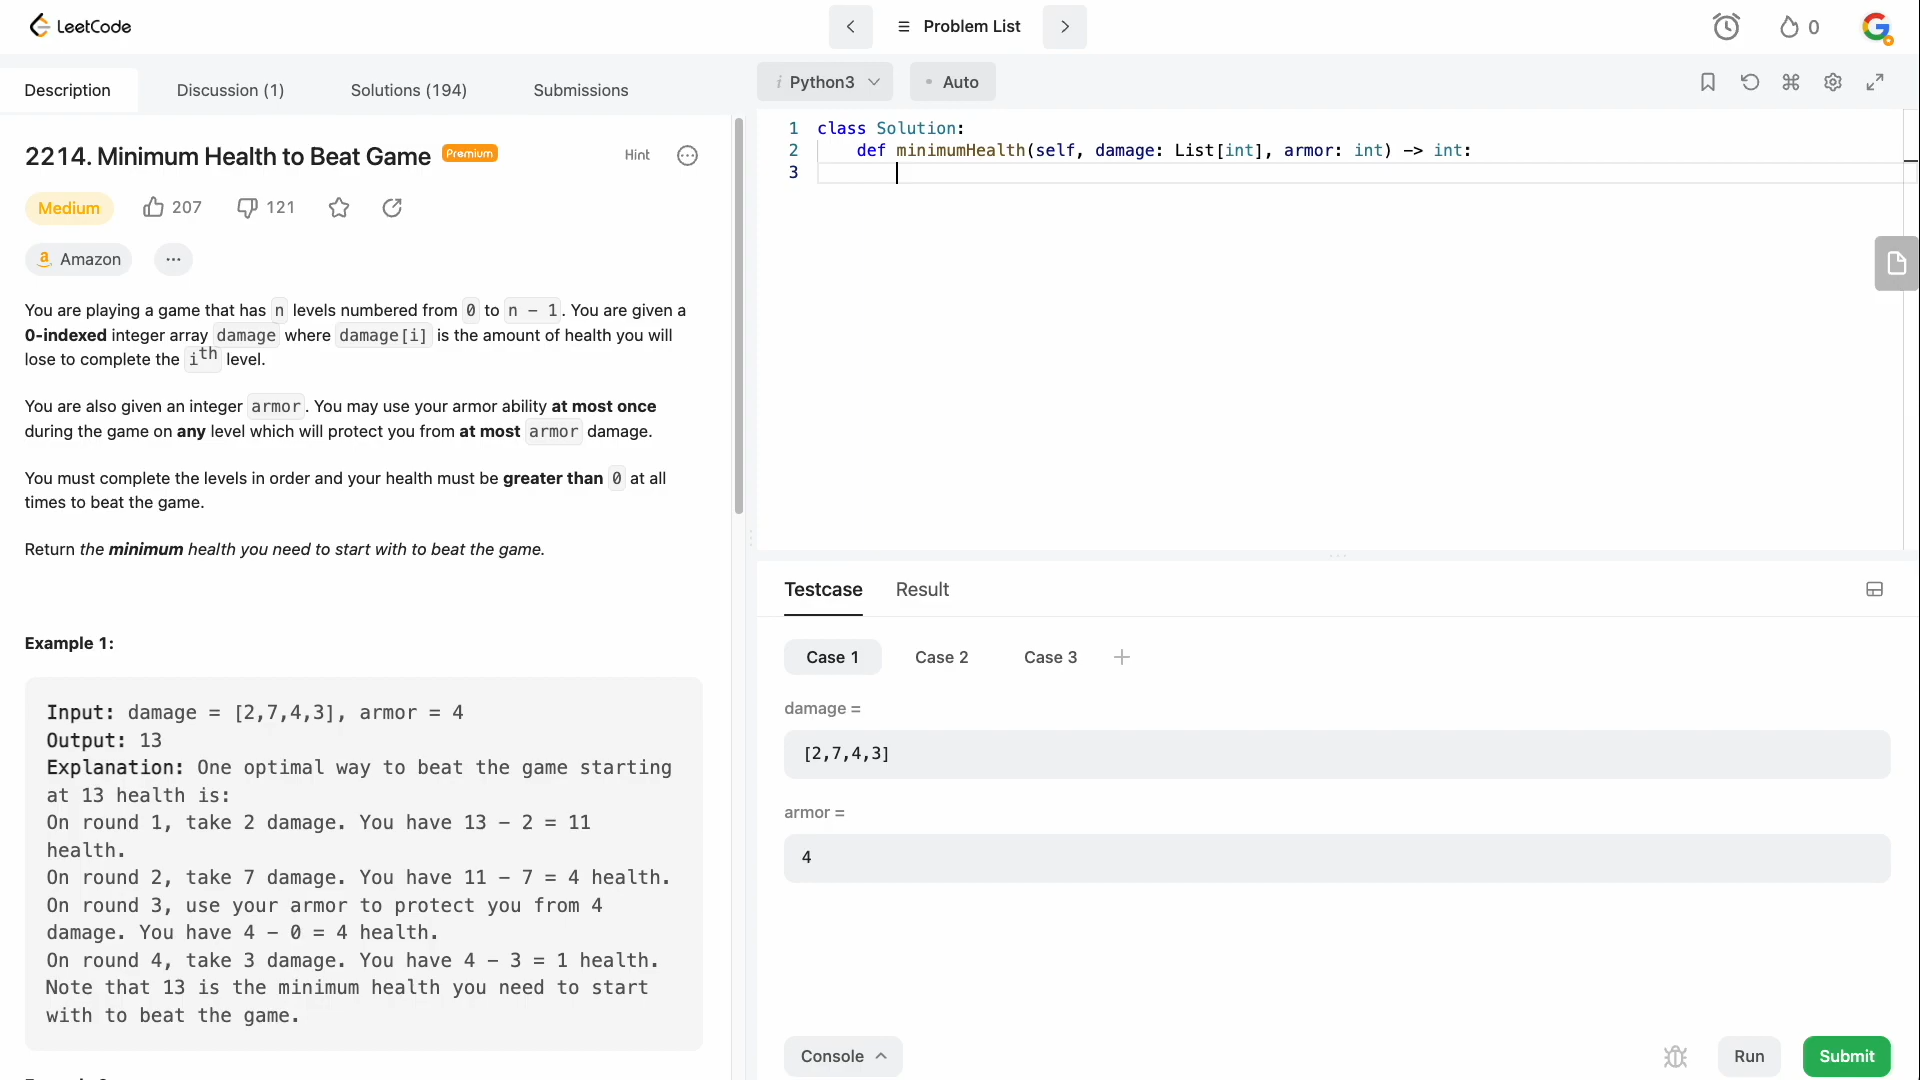 LeetCode
Problem List
0
Description
Discussion (1)
Solutions (194)
Submissions
i Python3
Auto
2214. Minimum Health to Beat Game
Premium
Hint
Medium
207
121
Amazon
You are playing a game that has n levels numbered from 0 to n - 1. You are given a
0-indexed integer array damage where damage[i] is the amount of health you will
lose to complete the ith level.
You are also given an integer armor. You may use your armor ability at most once
during the game on any level which will protect you from at most armor damage.
You must complete the levels in order and your health must be greater than 0 at all
times to beat the game.
Return the minimum health you need to start with to beat the game.
Example 1:
Input: damage = [2,7,4,3], armor = 4
Output: 13
Explanation: One optimal way to beat the game starting
at 13 health is:
On round 1, take 2 damage. You have 13 - 2 = 11
health.
On round 2, take 7 damage. You have 11 - 7 = 4 health.
On round 3, use your armor to protect you from 4
damage. You have 4 - 0 = 4 health.
On round 4, take 3 damage. You have 4 - 3 = 1 health.
Note that 13 is the minimum health you need to start
with to beat the game.
1 class Solution:
2 def minimumHealth(self, damage: List[int], armor: int) -> int:
3
Testcase
Result
Case 1
Case 2
Case 3
damage =
[2,7,4,3]
armor =
4
Console
Run
Submit